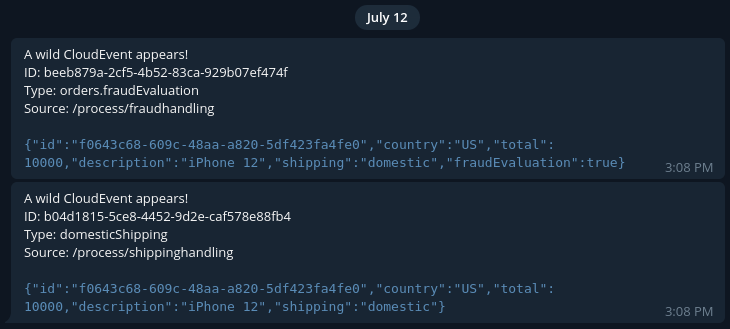 July 12
A wild CloudEvent appears!
ID: beeb879a-2cf5-4b52-83ca-929b07ef474f
Type: orders.fraudEvaluation
Source: /process/fraudhandling
{"id":"f0643c68-609c-48aa-a820-5df423fa4fe0","country":"US","total":
10000,"description":"iPhone 12","shipping":"domestic","fraudEvaluation":true}
3:08 PM
A wild CloudEvent appears!
ID: b04d1815-5ce8-4452-9d2e-caf578e88fb4
Type: domesticShipping
Source: /process/shippinghandling
{"id":"f0643c68-609c-48aa-a820-5df423fa4fe0","country":"US","total":
10000,"description":"iPhone 12","shipping":"domestic"}
3:08 PM